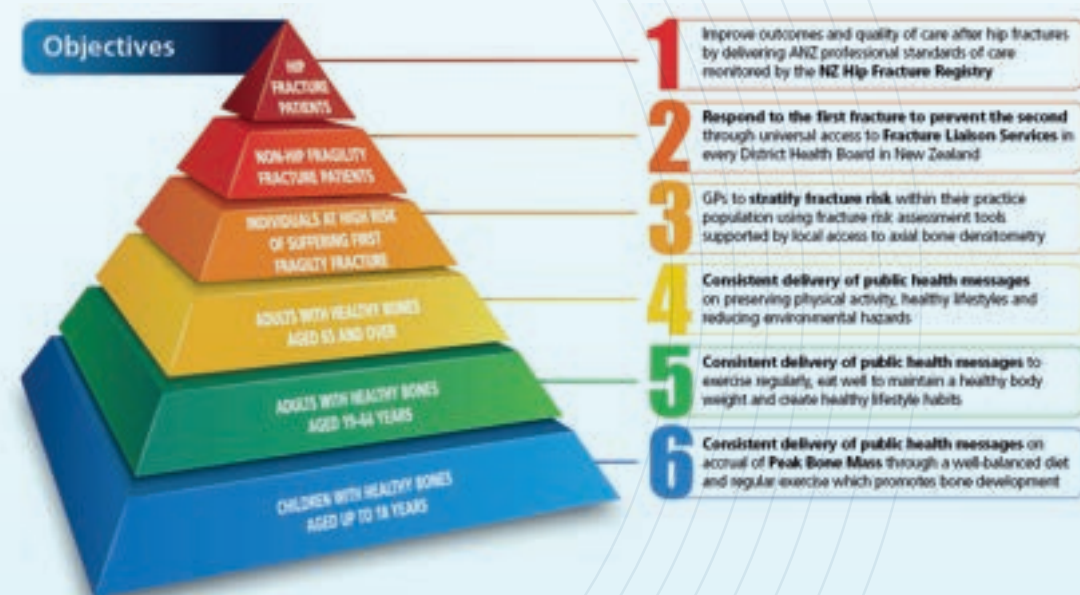 Objectives
HIP
FRACTURE
PATIENTS
NON-HIP FRAGILITY
FRACTURE PATIENTS
INDIVIDUALS AT HIGH RISK
OF SUFFERING FIRST
FRAGILTY FRACTURE
ADULTS WITH HEALTHY BONES
AGED 65 AND OVER
ADULTS WITH HEALTHY BONES
AGED 19-64 YEARS
CHILDREN WITH HEALTHY BONES
AGED UP TO 18 YEARS
1
Improve outcomes and quality of care after hip fractures
by delivering ANZ professional standards of care
monitored by the NZ Hip Fracture Registry
2
Respond to the first fracture to prevent the second
through universal access to Fracture Liaison Services in
every District Health Board in New Zealand
3
GPs to stratify fracture risk within their practice
population using fracture risk assessment tools
supported by local access to axial bone densitometry
4
Consistent delivery of public health messages
on preserving physical activity, healthy lifestyles and
reducing environmental hazards
5
Consistent delivery of public health messages to
exercise regularly, eat well to maintain a healthy body
weight and create healthy lifestyle habits
6
Consistent delivery of public health messages on
accrual of Peak Bone Mass through a well-balanced diet
and regular exercise which promotes bone development